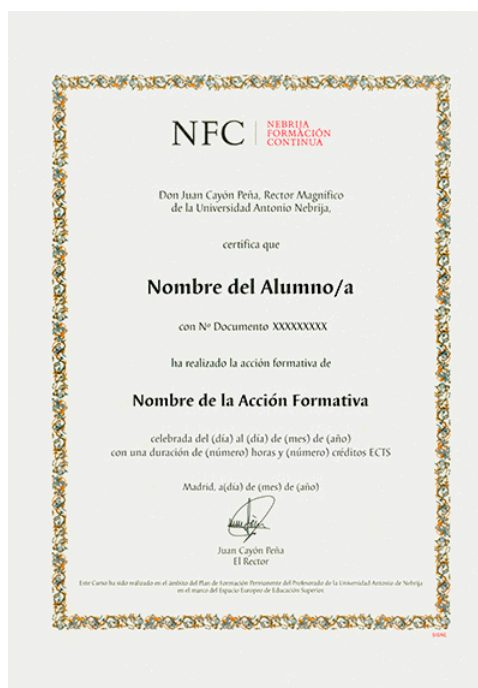 NFC
NEBRIJA
FORMACIÓN
CONTINUA
Don Juan Cayón Peña, Rector Magnífico
de la Universidad Antonio Nebrija,
certifica que
Nombre del Alumno/a
con Nº Documento XXXXXXXXX
ha realizado la acción formativa de
Nombre de la Acción Formativa
celebrada del (día) al (día) de (mes) de (año)
con una duración de (número) horas y (número) créditos ECTS
Madrid, a(día) de (mes) de (año)
Juan Cayón Peña
El Rector
Este Curso ha sido realizado en el ámbito del Plan de Formación Permanente del Profesorado de la Universidad Antonio de Nebrija
en el marco del Espacio Europeo de Educación Superior